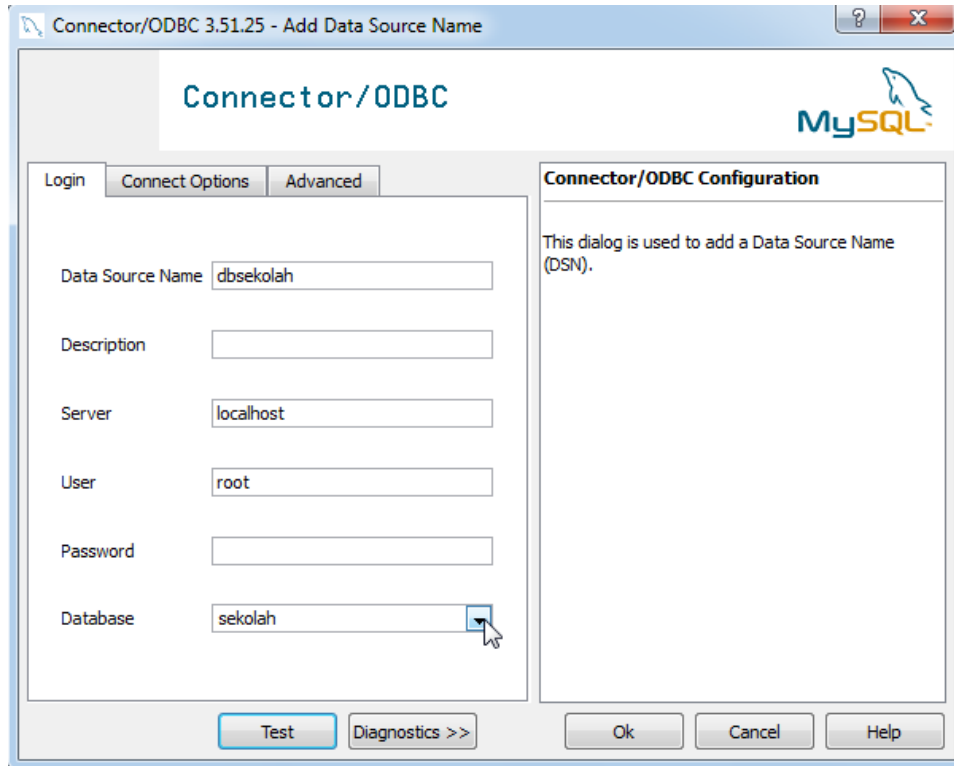 Connector/ODBC 3.51.25 - Add Data Source Name
?
Connector/ODBC
MySQL
Login
Connect Options
Advanced
Data Source Name
dbsekolah
Description
Server
localhost
User
root
Password
Database
sekolah
Connector/ODBC Configuration
This dialog is used to add a Data Source Name
(DSN).
Test
Diagnostics >>
Ok
Cancel
Help